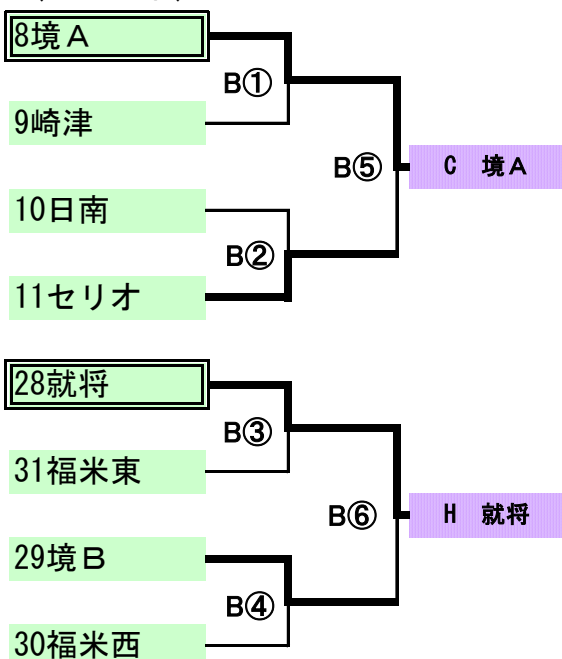 8境A
B①
9崎津
B⑤
C 境A
10日南
B②
11セリオ
28就将
B③
31福米東
B⑥
H 就将
29境B
B④
30福米西